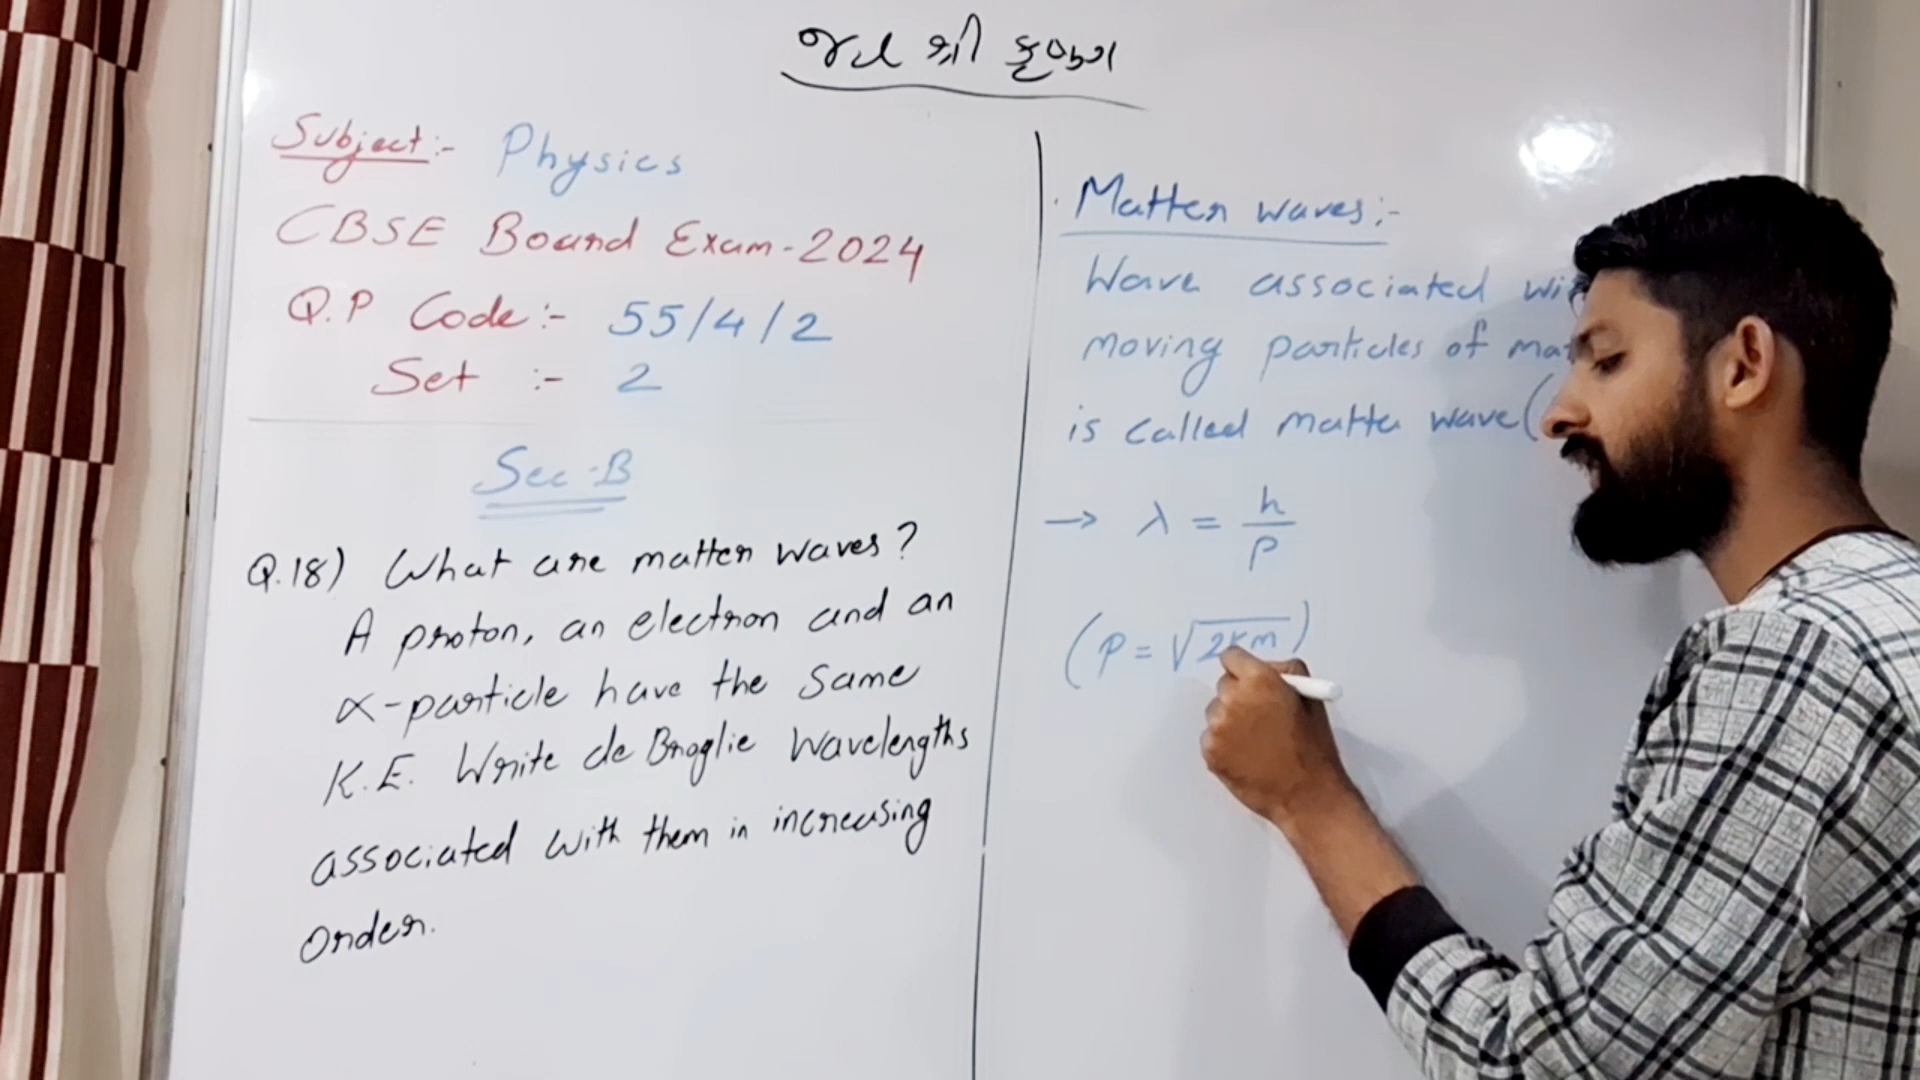 જય શ્રી કૃષ્ણ
Subject:- Physics
CBSE Board Exam-2024
Q.P Code:- 55/4/2
Set :- 2
Sec-B
Q.18) What are matter waves?
A proton, an electron and an
α-particle have the same
K.E. Write de Broglie Wavelengths
associated with them in increasing
order.
Matter waves:-
Wave associated
moving particles of
is called matter wave(
→ λ = h/p
(p = √2Km)